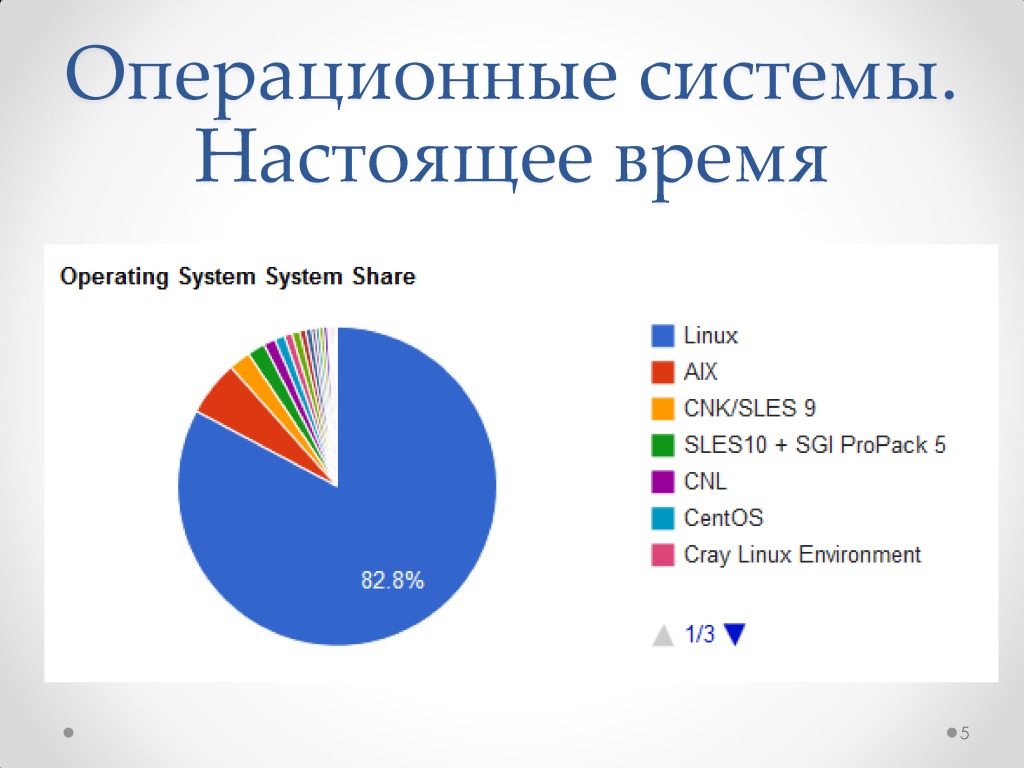 Операционные системы.
Настоящее время
Operating System System Share
Linux
AIX
CNK/SLES 9
SLES10 + SGI ProPack 5
CNL
CentOS
Cray Linux Environment
82.8%
1/3
5